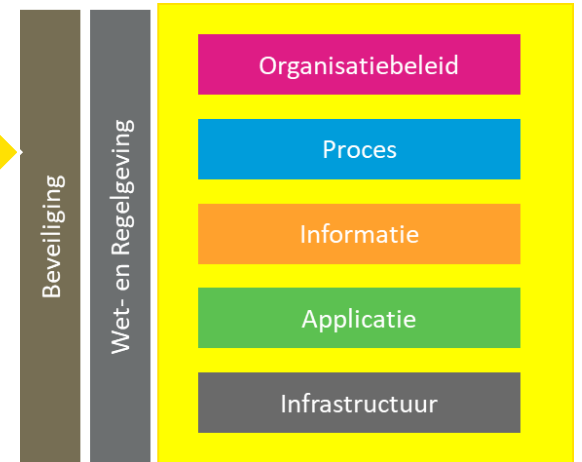 Beveiliging
Wet- en Regelgeving
Organisatiebeleid
Proces
Informatie
Applicatie
Infrastructuur